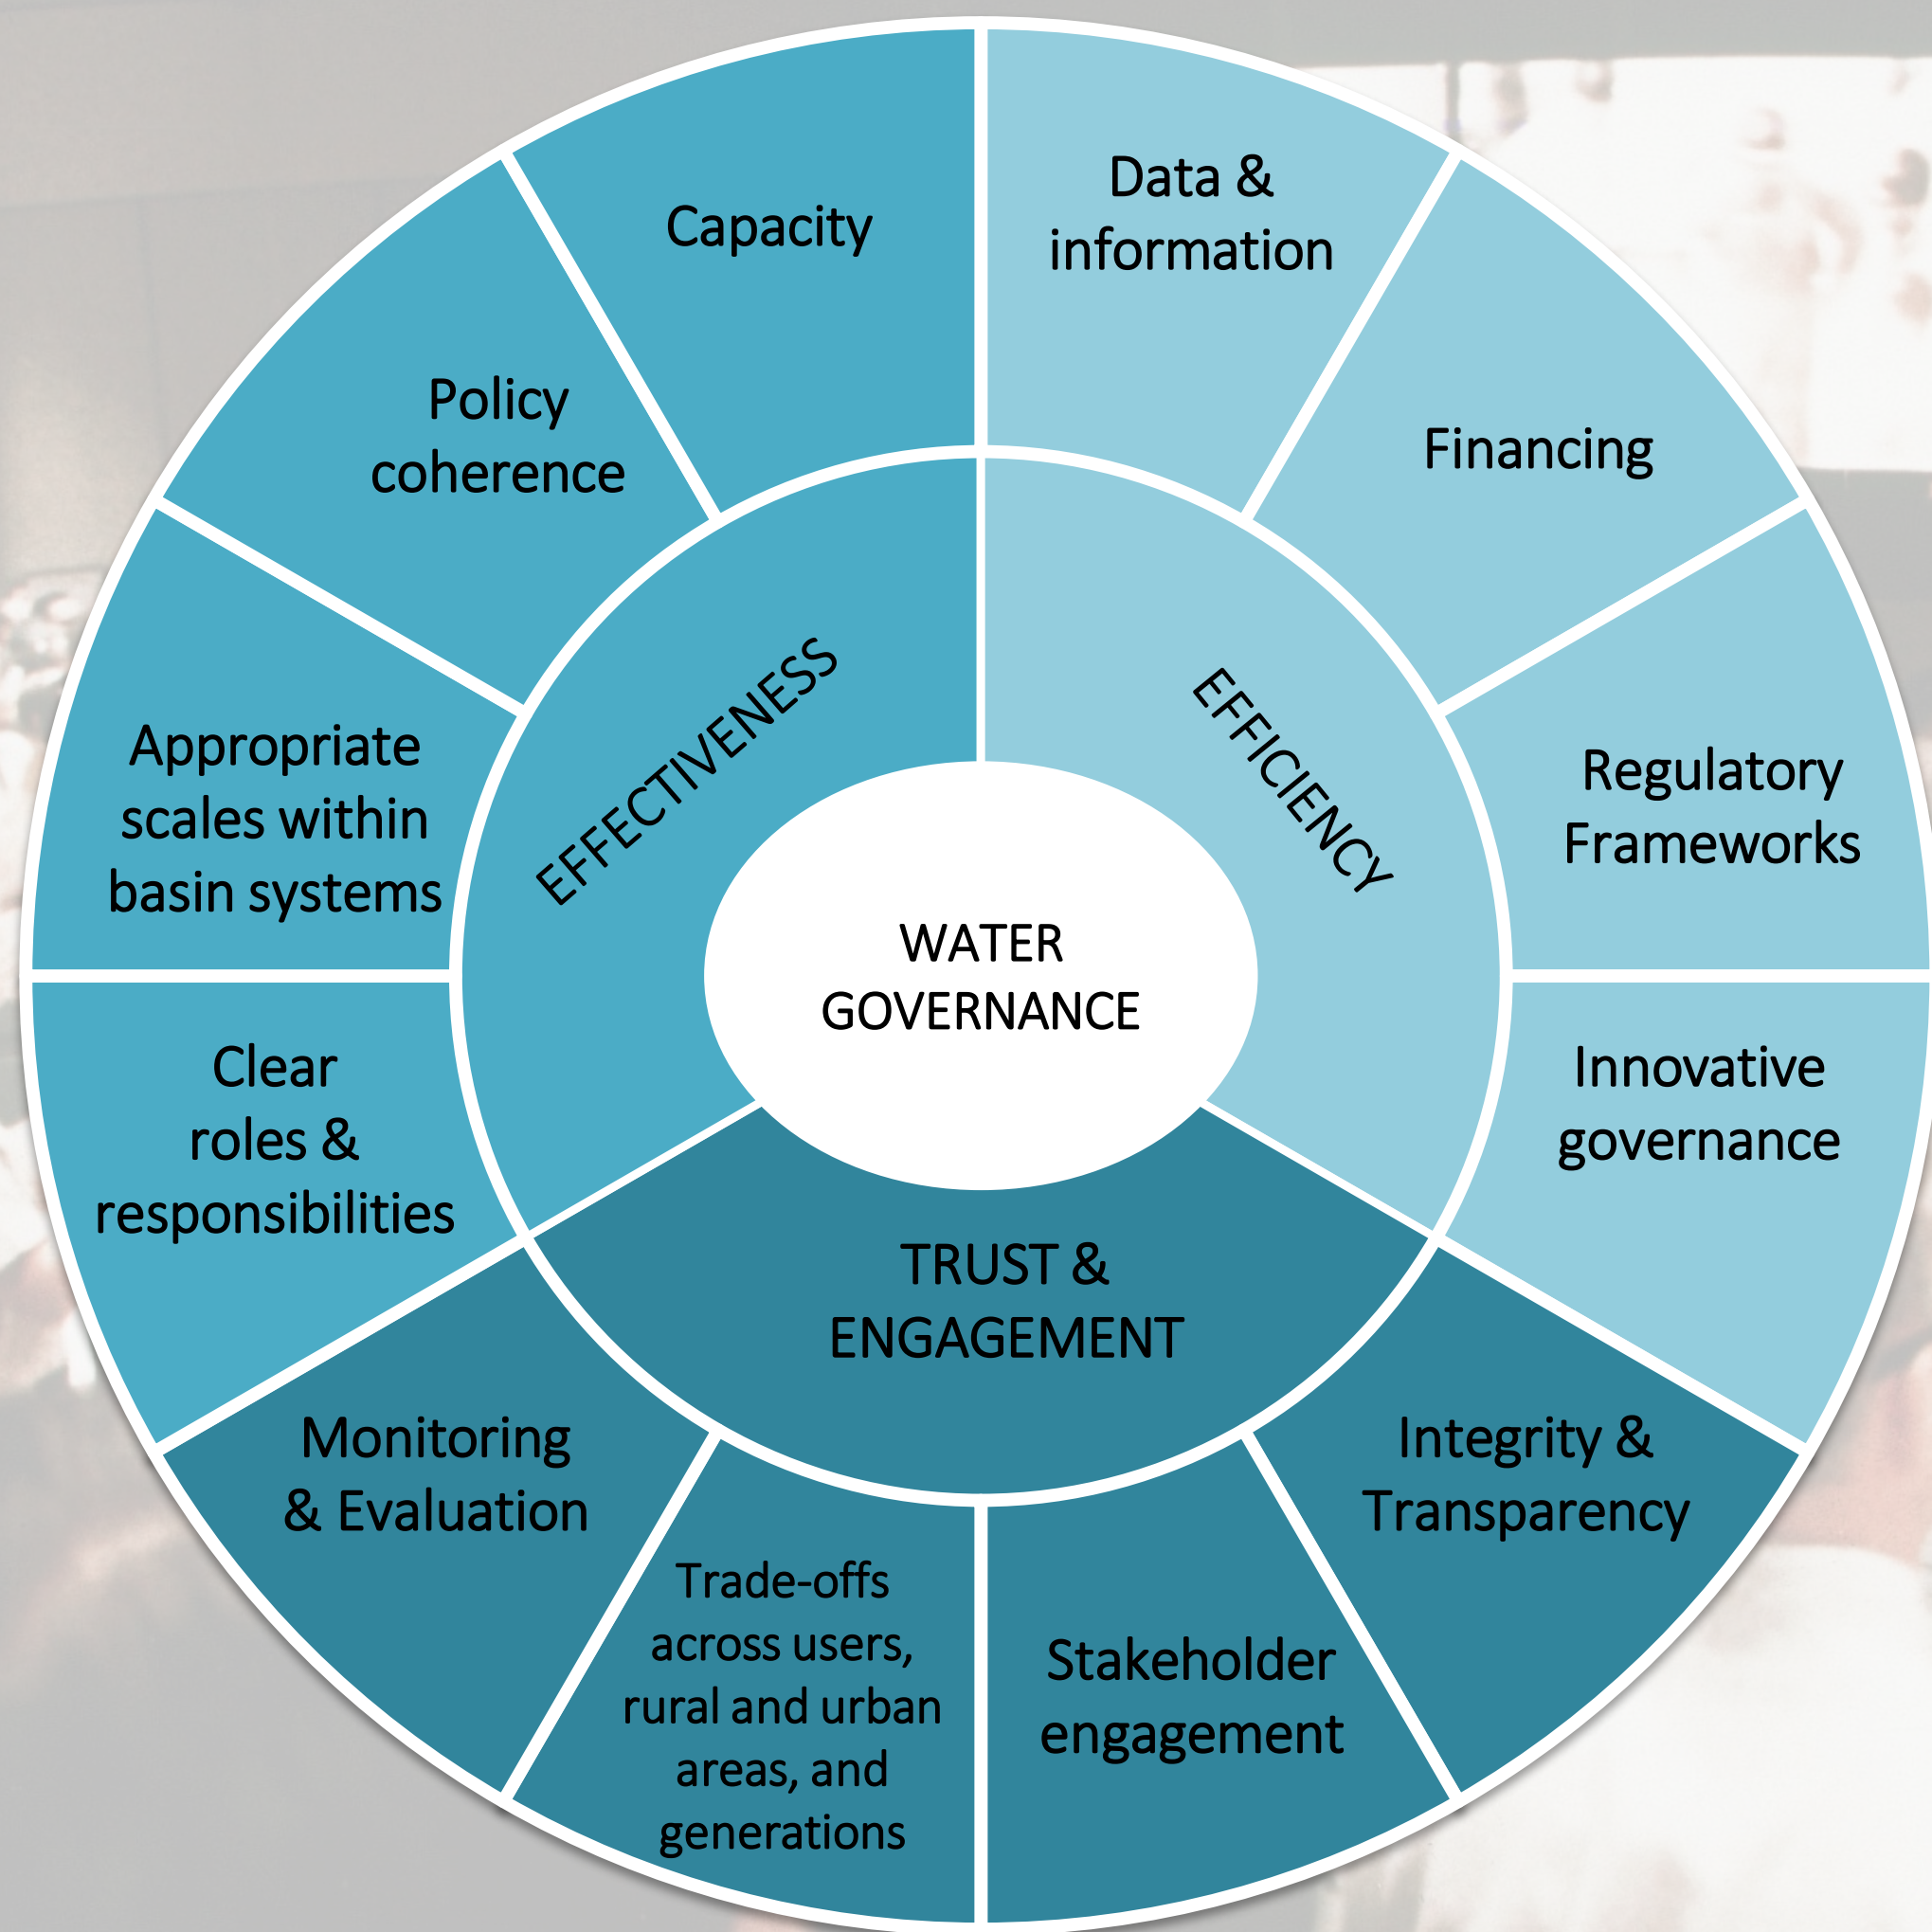 Data &
information
Financing
Regulatory
Frameworks
Innovative
governance
Integrity &
Transparency
Stakeholder
engagement
Trade-offs
across users,
rural and urban
areas, and
generations
Monitoring
& Evaluation
Clear
roles &
responsibilities
Appropriate
scales within
basin systems
Policy
coherence
Capacity
EFFECTIVENESS
EFFICIENCY
TRUST &
ENGAGEMENT
WATER
GOVERNANCE